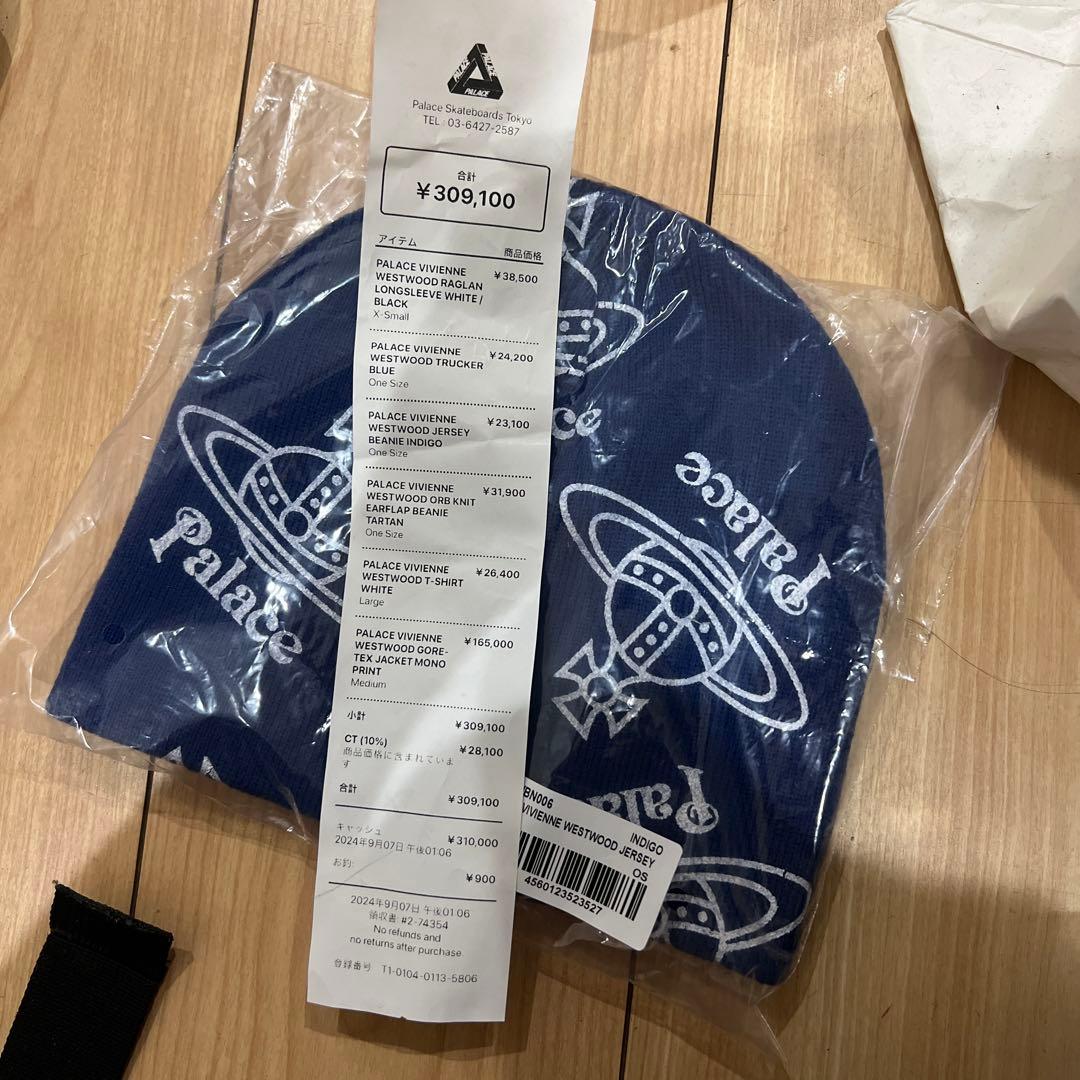 PALACE
PALACE
PALACE
Palace Skateboards Tokyo
TEL : 03-6427-2587
合計
¥309,100
アイテム
商品価格
PALACE VIVIENNE ¥38,500
WESTWOOD RAGLAN
LONGSLEEVE WHITE /
BLACK
X-Small
PALACE VIVIENNE ¥24,200
WESTWOOD TRUCKER
BLUE
One Size
PALACE VIVIENNE ¥23,100
WESTWOOD JERSEY
BEANIE INDIGO
One Size
PALACE VIVIENNE ¥31,900
WESTWOOD ORB KNIT
EARFLAP BEANIE
TARTAN
One Size
PALACE VIVIENNE ¥26,400
WESTWOOD T-SHIRT
WHITE
Large
PALACE VIVIENNE ¥165,000
WESTWOOD GORE-
TEX JACKET MONO
PRINT
Medium
小計 ¥309,100
CT (10%) ¥28,100
商品価格に含まれていま
す
合計 ¥309,100
キャッシュ ¥310,000
2024年9月07日 午後01:06
お釣: ¥900
2024年9月07日 午後01:06
領収書 #2-74354
No refunds and
no returns after purchase.
登録番号 T1-0104-0113-5806
Palace
ce
Palace
Pala
BN006 INDIGO
VIVIENNE WESTWOOD JERSEY
OS
4560123523527